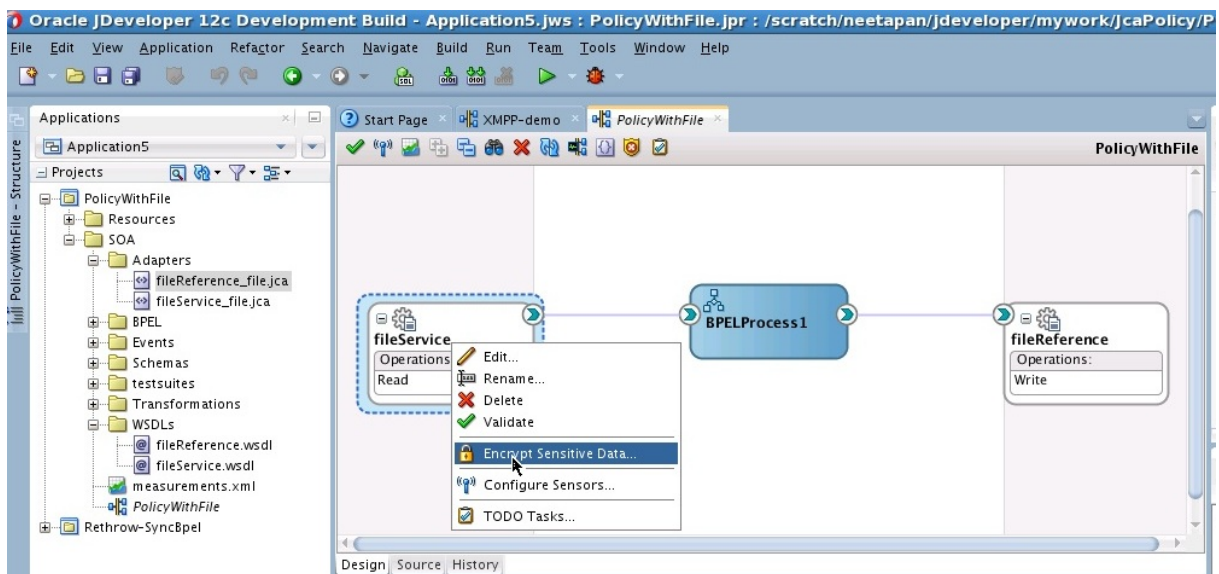 Oracle JDeveloper 12c Development Build - Application5.jws : PolicyWithFile.jpr : /scratch/neetapan/jdeveloper/mywork/JcaPolicy/P
File Edit View Application Refactor Search Navigate Build Run Team Tools Window Help
Applications
Start Page
XMPP-demo
PolicyWithFile
Application5
PolicyWithFile
Projects
PolicyWithFile - Structure
PolicyWithFile
Resources
SOA
Adapters
fileReference_file.jca
fileService_file.jca
BPEL
Events
Schemas
testsuites
Transformations
WSDLs
fileReference.wsdl
fileService.wsdl
measurements.xml
PolicyWithFile
Rethrow-SyncBpel
fileService
Operations
Read
BPELProcess1
fileReference
Operations:
Write
Edit...
Rename...
Delete
Validate
Encrypt Sensitive Data...
Configure Sensors...
TODO Tasks...
Design Source History